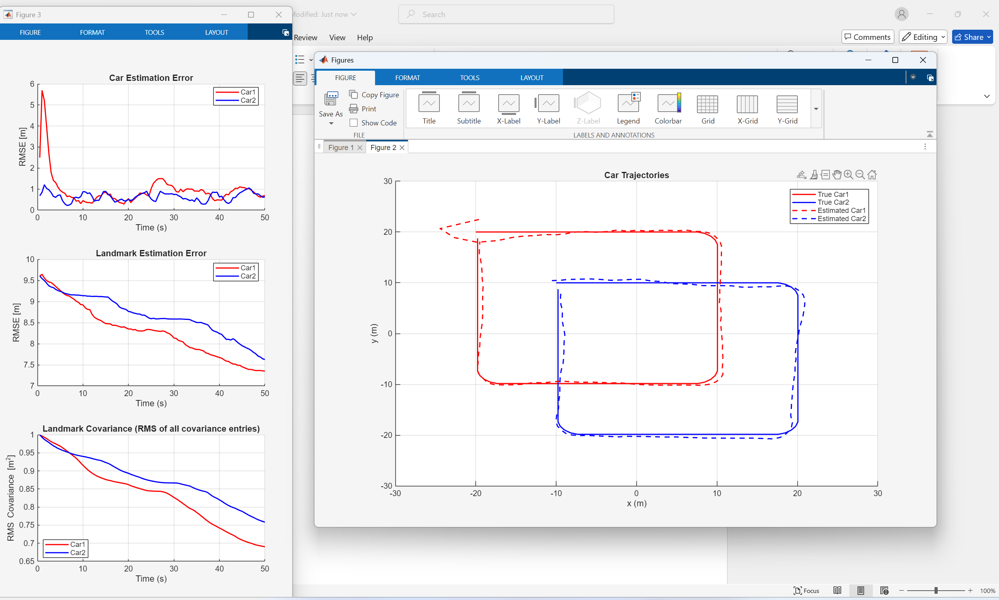 Figure 3
FIGURE FORMAT TOOLS LAYOUT
Car Estimation Error
Car1
Car2
6
5
4
3
2
1
0
RMSE [m]
0 10 20 30 40 50
Time (s)
Landmark Estimation Error
Car1
Car2
10
9.5
9
8.5
8
7.5
7
RMSE [m]
0 10 20 30 40 50
Time (s)
Landmark Covariance (RMS of all covariance entries)
1
0.95
0.9
0.85
0.8
0.75
0.7
0.65
RMS Covariance [m²]
Car1
Car2
0 10 20 30 40 50
Time (s)
Modified: Just now
Search
Review View Help
Comments Editing Share
Figures
FIGURE FORMAT TOOLS LAYOUT
Save As
Copy Figure
Print
Show Code
FILE
Title Subtitle X-Label Y-Label Z-Label Legend Colorbar Grid X-Grid Y-Grid
LABELS AND ANNOTATIONS
Figure 1 Figure 2
Car Trajectories
True Car1
True Car2
Estimated Car1
Estimated Car2
30
20
10
0
-10
-20
-30
y (m)
-30 -20 -10 0 10 20 30
x (m)
Focus
100%